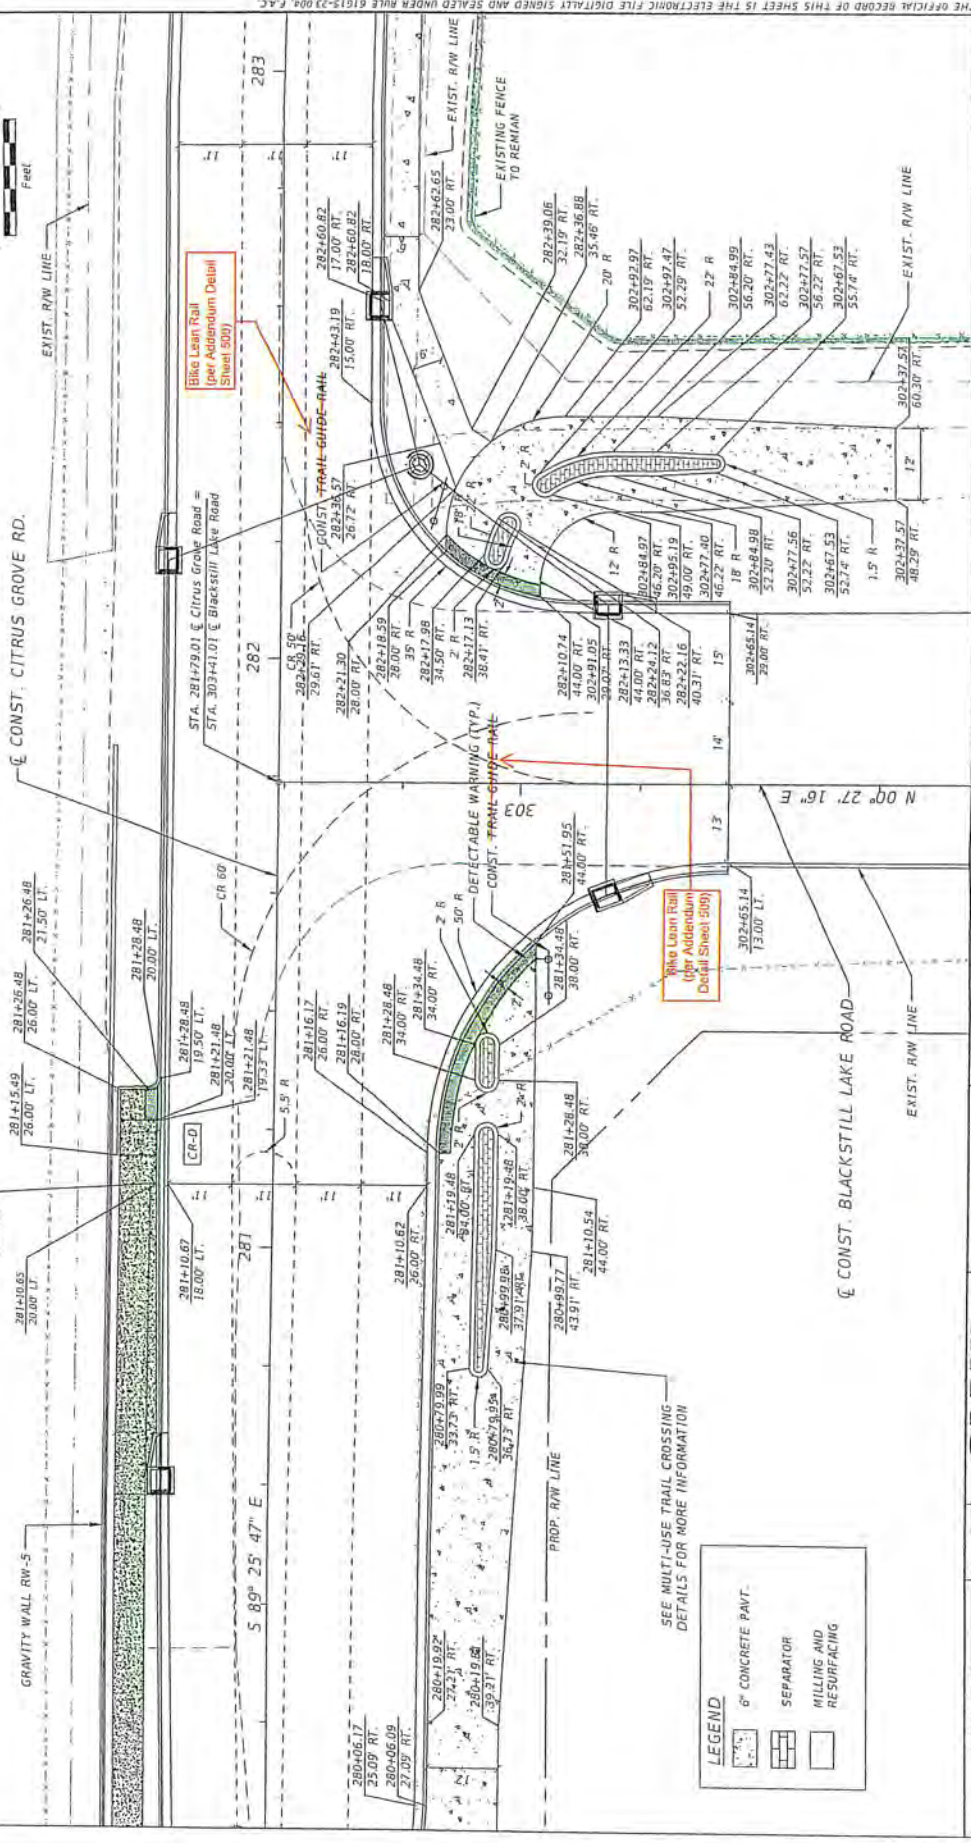 THE OFFICIAL RECORD OF THIS SHEET IS THE ELECTRONIC FILE DIGITALLY SIGNED AND SEALED UNDER RULE 61G15-23.004, F.A.C.
Feet
EXIST. R/W LINE
283
EXIST. R/W LINE
EXISTING FENCE
TO REMIAN
11'
11'
11'
Bike Lean Rail
(per Addendum Detail
Sheet 509)
282+60.82
17.00' RT.
282+60.82
18.00' RT.
282+62.65
23.00' RT.
282+43.19
15.00' RT.
282+39.06
32.19' RT.
282+36.88
35.46' RT.
20' R
302+92.97
62.19' RT.
302+97.47
52.29' RT.
22' R
302+84.99
56.20' RT.
302+77.43
62.22' RT.
302+77.57
56.22' RT.
302+67.53
55.74' RT.
EXIST. R/W LINE
302+37.57
60.30' RT.
12'
302+37.57
48.29' RT.
1.5' R
302+67.53
52.74' RT.
302+77.56
52.22' RT.
302+84.98
52.20' RT.
18' R
302+77.40
46.22' RT.
302+95.19
49.00' RT.
302+84.97
46.20' RT.
12' R
2' R
CONST. TRAIL GUIDE RAIL
282+36.57
26.72' RT.
℄ CONST. CITRUS GROVE RD.
STA. 281+79.01 ℄ Citrus Grove Road =
STA. 303+41.01 ℄ Blackstill Lake Road
282
CR 50'
282+29.16
29.61' RT.
282+21.30
28.00' RT.
282+18.59
28.00' RT.
35' R
282+17.98
34.50' RT.
2' R
282+17.13
38.41' RT.
282+10.74
44.00' RT.
302+91.05
29.07' RT.
282+13.33
44.00' RT.
282+24.12
36.83' RT.
282+22.16
40.31' RT.
302+65.14
29.00' RT.
15'
14'
13'
N 00° 27' 16" E
303
DETECTABLE WARNING (TYP.)
CONST. TRAIL GUIDE RAIL
Bike Lean Rail
(per Addendum
Detail Sheet 509)
302+65.14
13.00' LT.
281+51.95
44.00' RT.
2' R
50' R
281+34.48
38.00' RT.
281+34.48
34.00' RT.
281+28.48
34.00' RT.
281+28.48
38.00' RT.
CR 60'
281+26.48
21.50' LT.
281+26.48
26.00' LT.
281+28.48
20.00' LT.
281+28.48
19.50' LT.
281+21.48
20.00' LT.
281+21.48
19.33' LT.
281+15.49
26.00' LT.
CR-D
5.5' R
281+16.17
26.00' RT.
281+16.19
28.00' RT.
281+10.65
20.00' LT.
281+10.67
18.00' LT.
11'
11'
11'
11'
281
281+10.62
26.00' RT.
2' R
2' R
281+19.48
34.00' RT.
281+19.48
38.00' RT.
280+99.98
37.91' RT.
280+99.77
43.91' RT.
281+10.54
44.00' RT.
EXIST. R/W LINE
℄ CONST. BLACKSTILL LAKE ROAD
GRAVITY WALL RW-5
S 89° 25' 47" E
280+79.99
33.73' RT.
1.5' R
280+79.95
36.73' RT.
PROP. R/W LINE
SEE MULTI-USE TRAIL CROSSING
DETAILS FOR MORE INFORMATION
280+19.92
27.21' RT.
39.21' RT.
280+06.17
25.09' RT.
280+06.09
27.09' RT.
12'
LEGEND
6" CONCRETE PAVT.
SEPARATOR
MILLING AND
RESURFACING